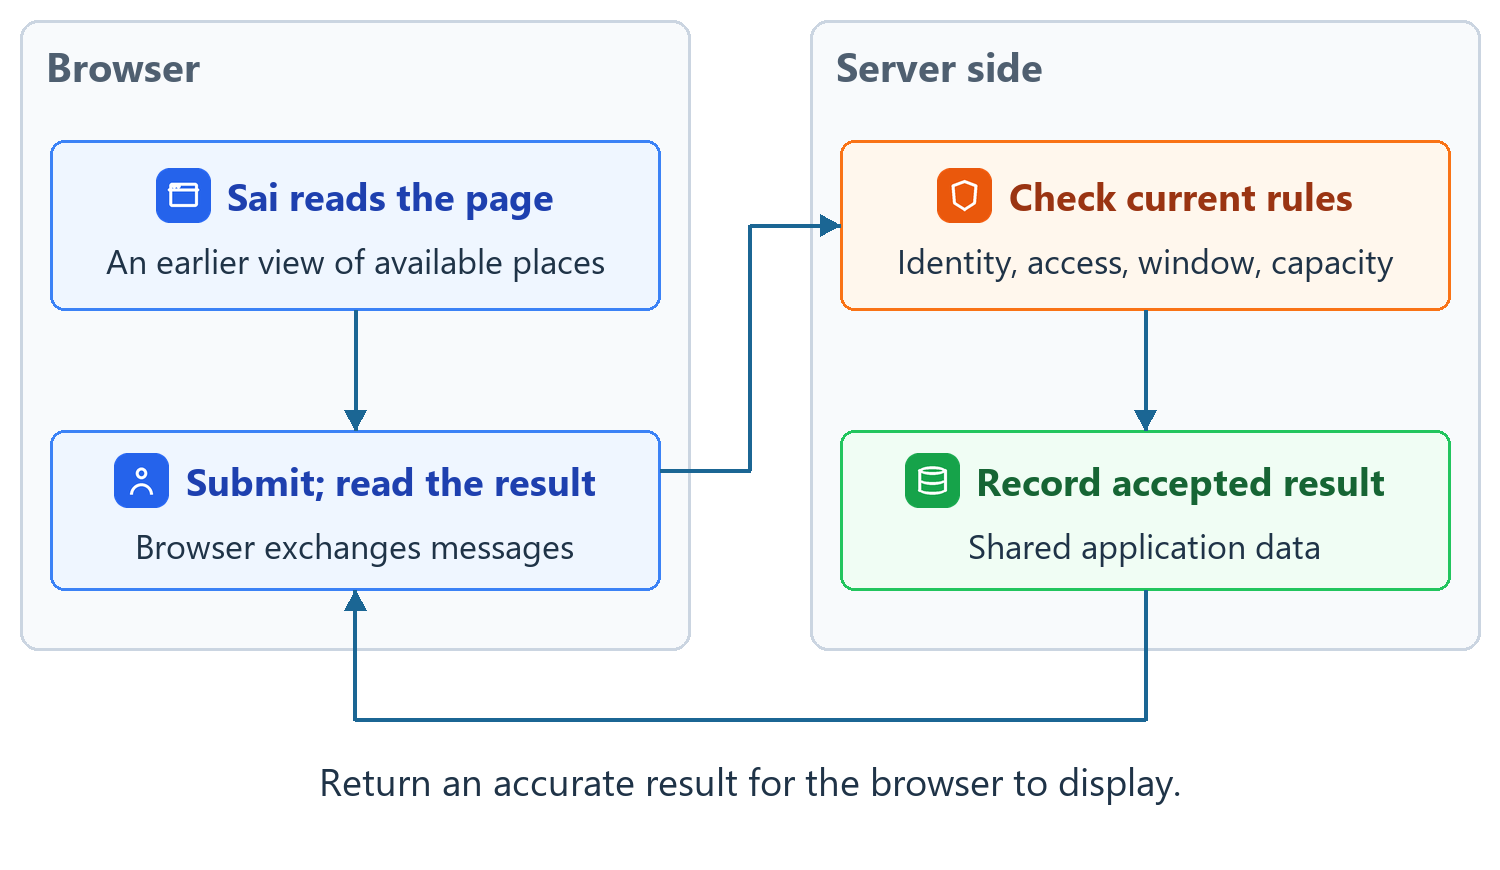 Browser
Sai reads the page
An earlier view of available places
Submit; read the result
Browser exchanges messages
Server side
Check current rules
Identity, access, window, capacity
Record accepted result
Shared application data
Return an accurate result for the browser to display.